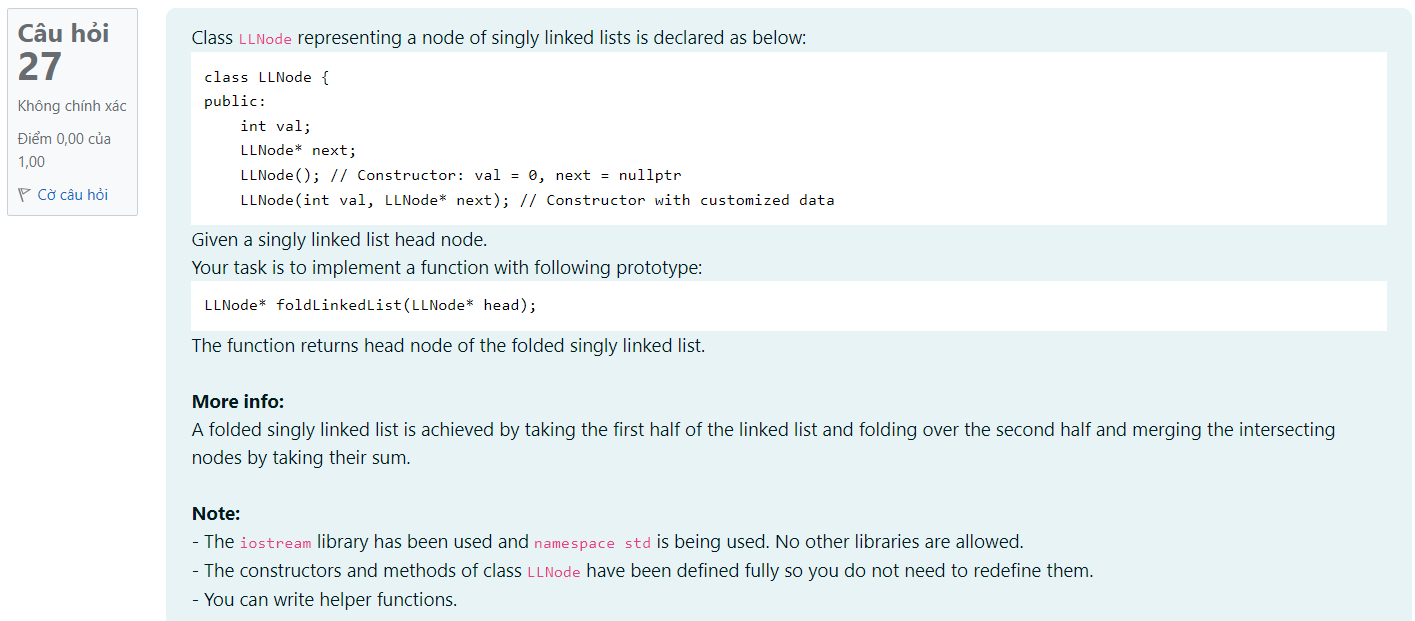 Câu hỏi
27
Không chính xác
Điểm 0,00 của
1,00
Cờ câu hỏi
Class LLNode representing a node of singly linked lists is declared as below:
class LLNode {
public:
    int val;
    LLNode* next;
    LLNode(); // Constructor: val = 0, next = nullptr
    LLNode(int val, LLNode* next); // Constructor with customized data
Given a singly linked list head node.
Your task is to implement a function with following prototype:
LLNode* foldLinkedList(LLNode* head);
The function returns head node of the folded singly linked list.
More info:
A folded singly linked list is achieved by taking the first half of the linked list and folding over the second half and merging the intersecting
nodes by taking their sum.
Note:
- The iostream library has been used and namespace std is being used. No other libraries are allowed.
- The constructors and methods of class LLNode have been defined fully so you do not need to redefine them.
- You can write helper functions.